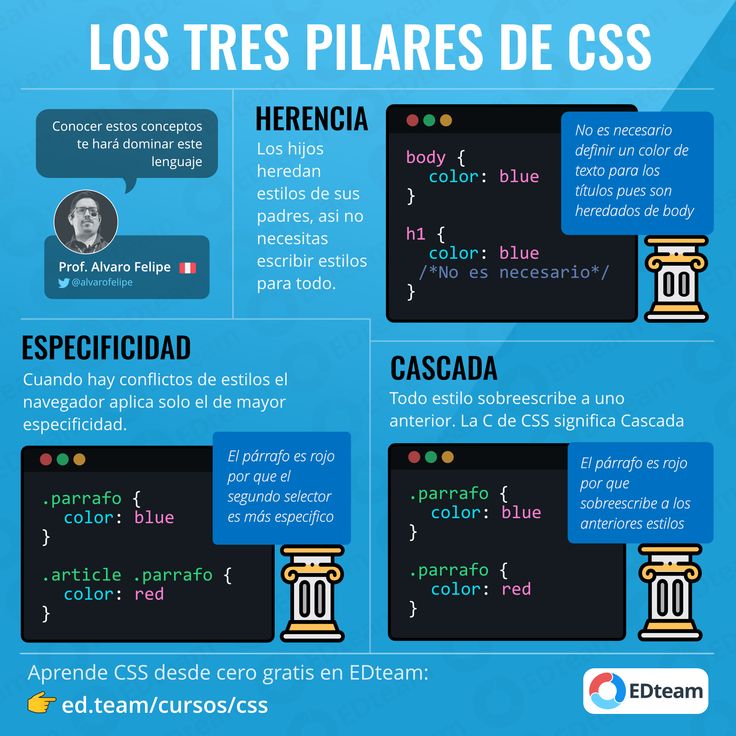 LOS TRES PILARES DE CSS
Conocer estos conceptos
te hará dominar este
lenguaje
Prof. Alvaro Felipe
@alvarofelipe
HERENCIA
Los hijos
heredan
estilos de sus
padres, asi no
necesitas
escribir estilos
para todo.
body {
color: blue
}
h1 {
color: blue
/*No es necesario*/
}
No es necesario
definir un color de
texto para los
títulos pues son
heredados de body
ESPECIFICIDAD
Cuando hay conflictos de estilos el
navegador aplica solo el de mayor
especificidad.
.parrafo {
color: blue
}
.article .parrafo {
color: red
}
El párrafo es rojo
por que el
segundo selector
es más especifico
CASCADA
Todo estilo sobreescribe a uno
anterior. La C de CSS significa Cascada
.parrafo {
color: blue
}
.parrafo {
color: red
}
El párrafo es rojo
por que
sobreescribe a los
anteriores estilos
Aprende CSS desde cero gratis en EDteam:
ed.team/cursos/css
EDteam